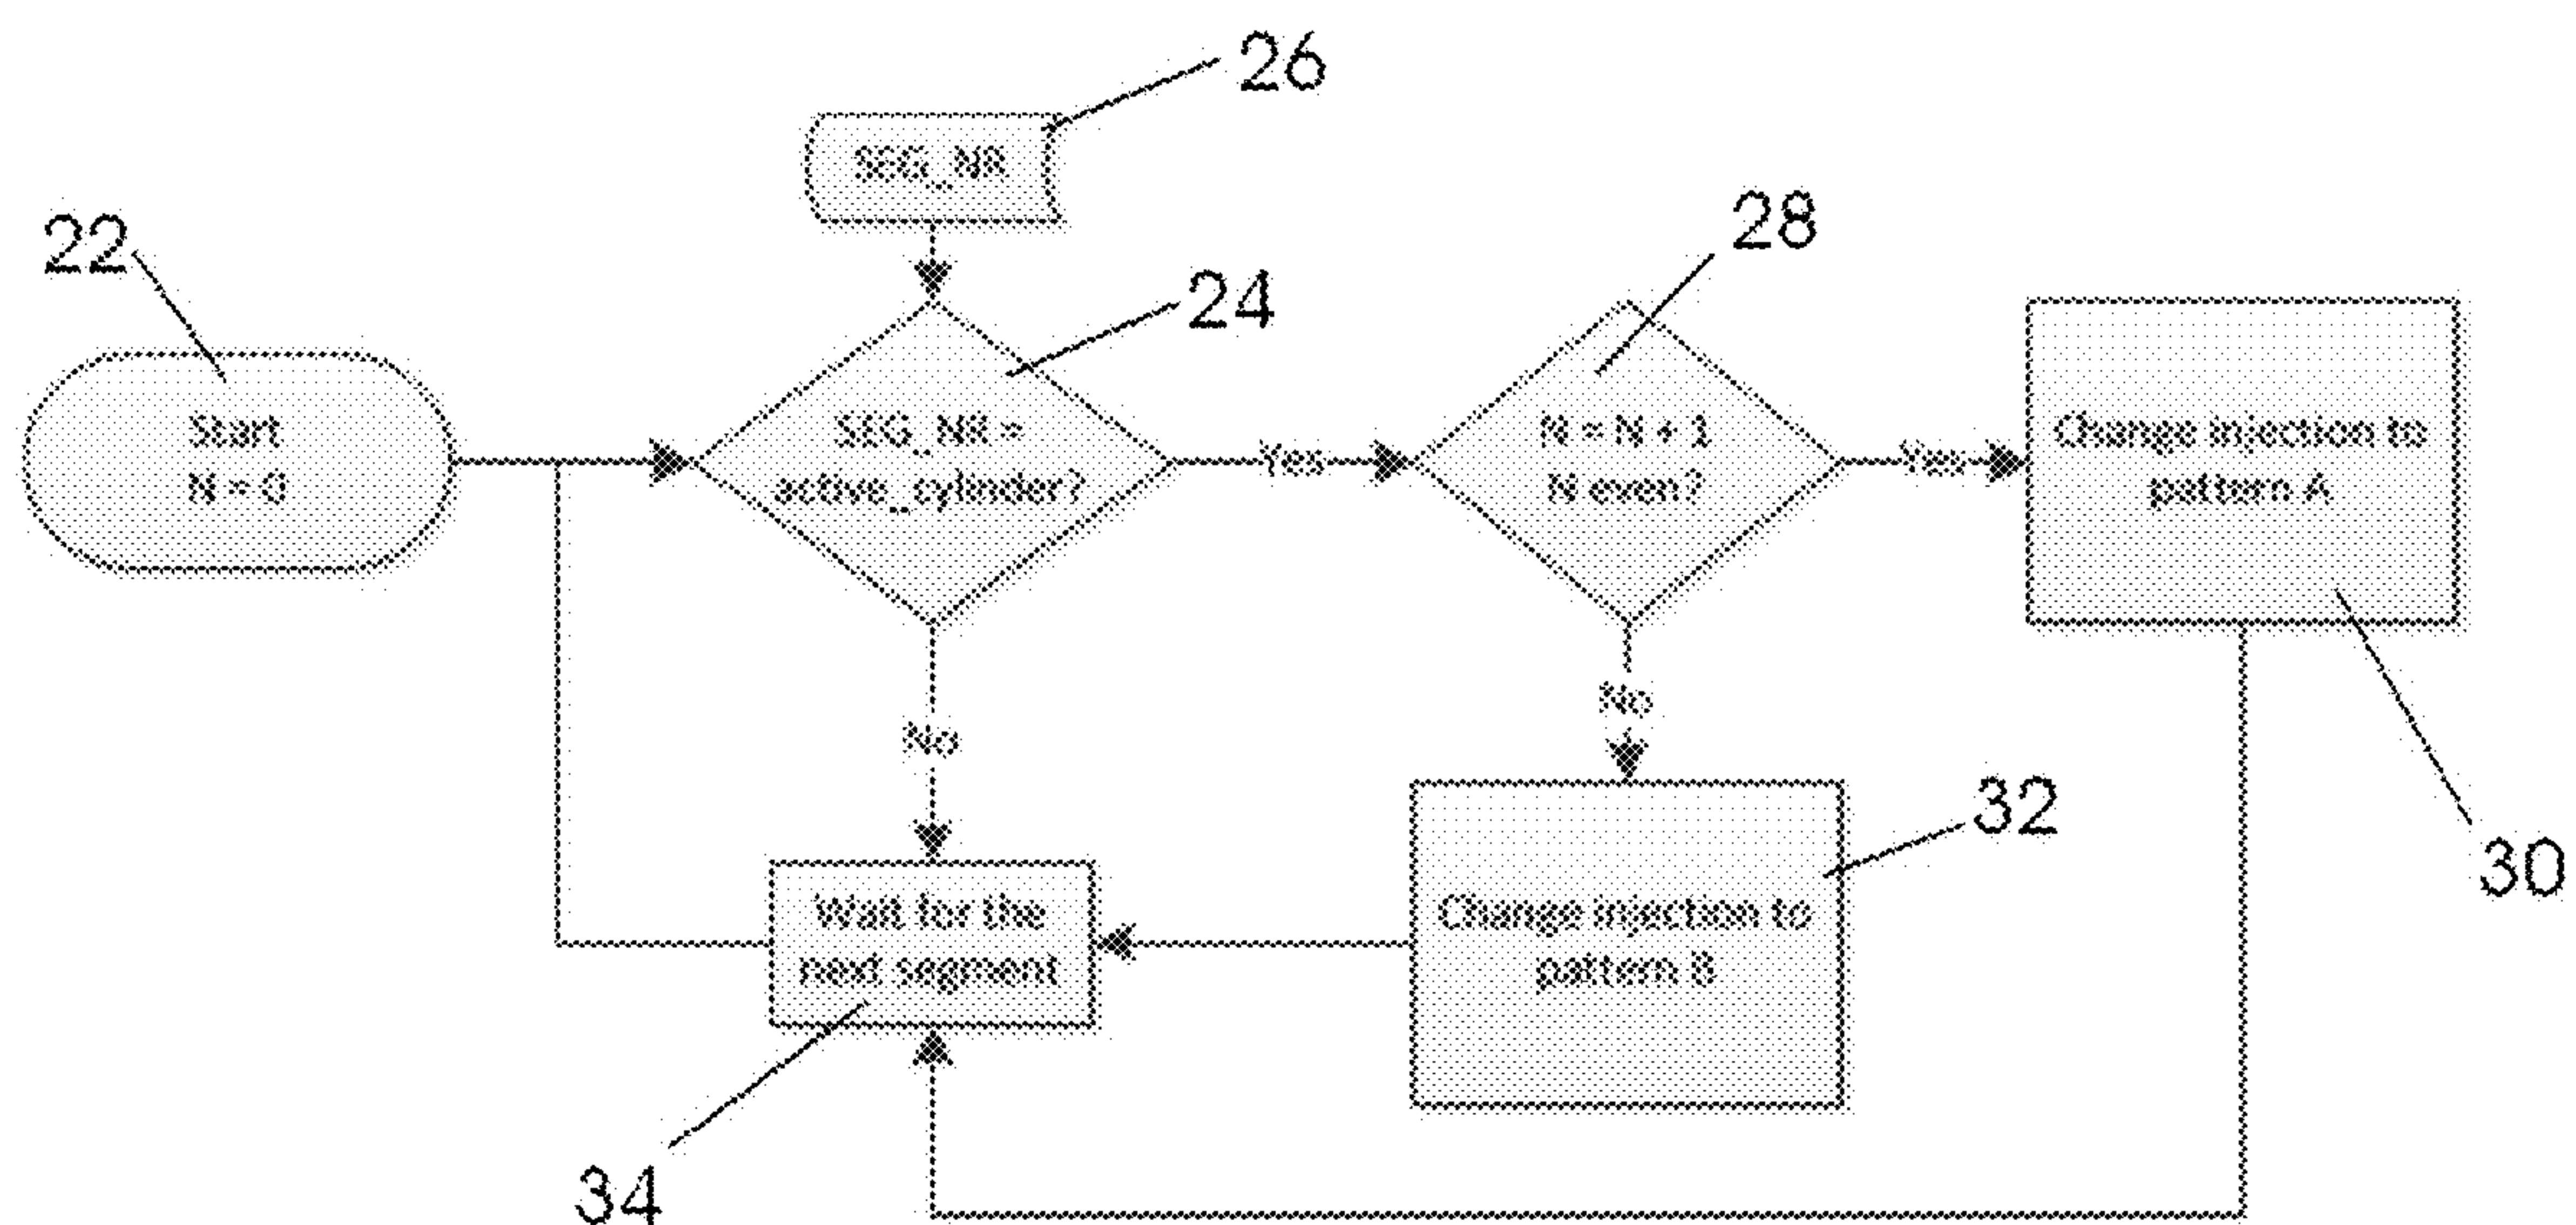 26
SEG_NR
22
28
24
Start
N = 0
SEG_NR =
active_cylinder?
Yes
N = N + 1
N even?
Yes
Change injection to
pattern A
No
No
32
30
Wait for the
next segment
Change injection to
pattern B
34